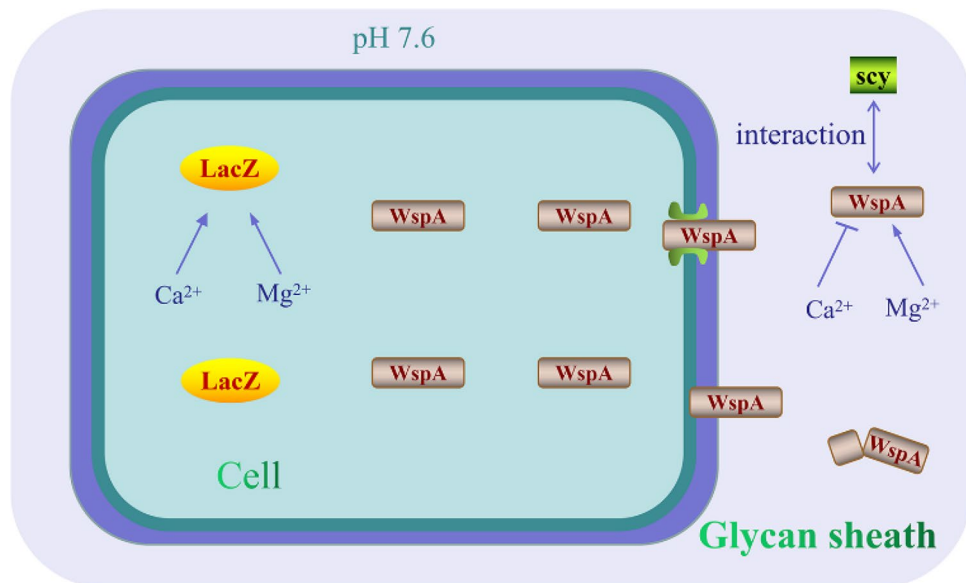 pH 7.6
scy
interaction
LacZ
WspA
WspA
WspA
WspA
Ca²⁺
Mg²⁺
Ca²⁺
Mg²⁺
LacZ
WspA
WspA
WspA
WspA
Cell
Glycan sheath